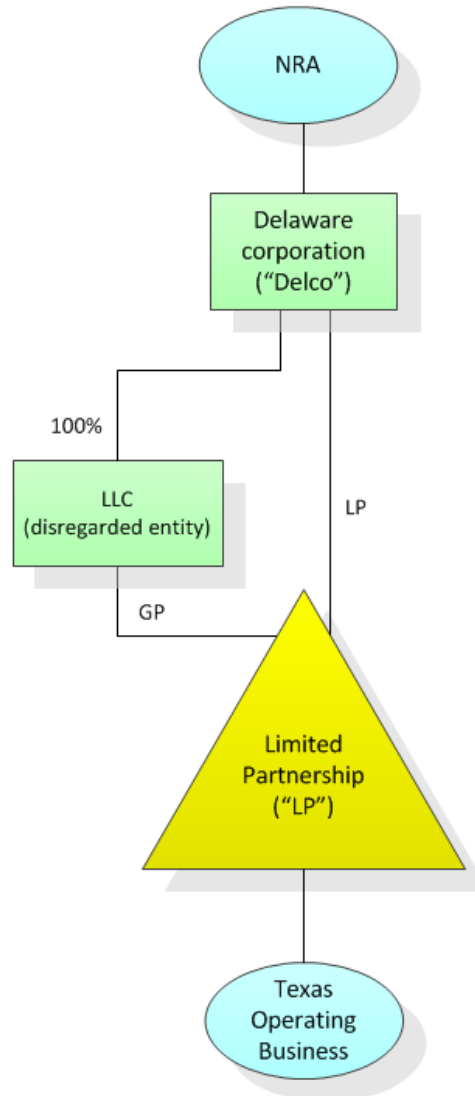 NRA
Delaware
corporation
(“Delco”)
100%
LLC
(disregarded entity)
LP
GP
Limited
Partnership
(“LP”)
Texas
Operating
Business